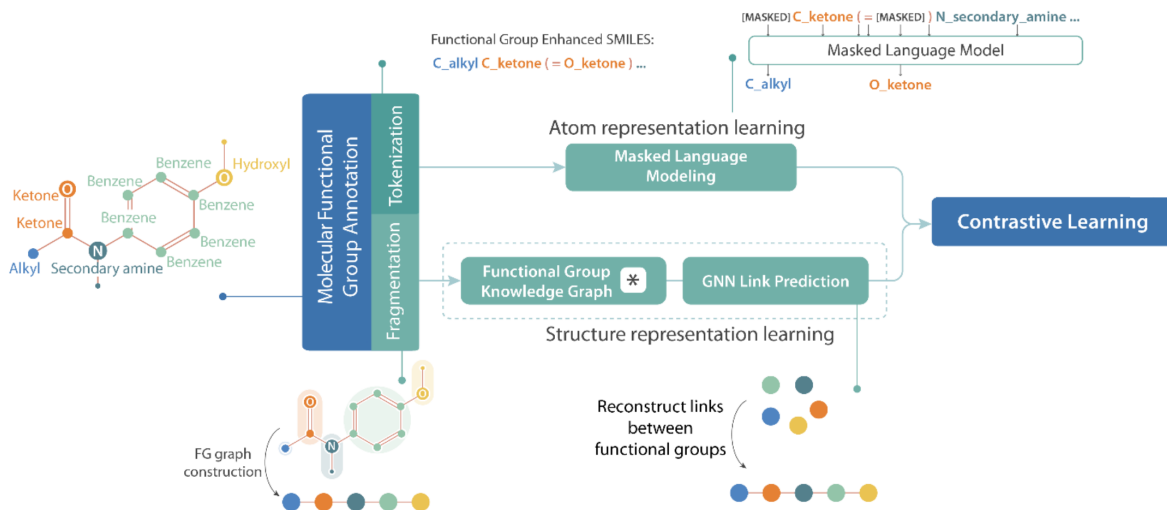 Functional Group Enhanced SMILES:
C_alkyl C_ketone ( = O_ketone ) ...
[MASKED] C_ketone ( = [MASKED] ) N_secondary_amine ...
Masked Language Model
C_alkyl
O_ketone
Ketone
O
Ketone
Alkyl
N
Secondary amine
Benzene
Benzene
Benzene
Benzene
Benzene
Benzene
O
Hydroxyl
Molecular Functional
Group Annotation
Tokenization
Fragmentation
Atom representation learning
Masked Language
Modeling
Functional Group
Knowledge Graph
*
GNN Link Prediction
Structure representation learning
Contrastive Learning
O
N
O
FG graph
construction
Reconstruct links
between
functional groups